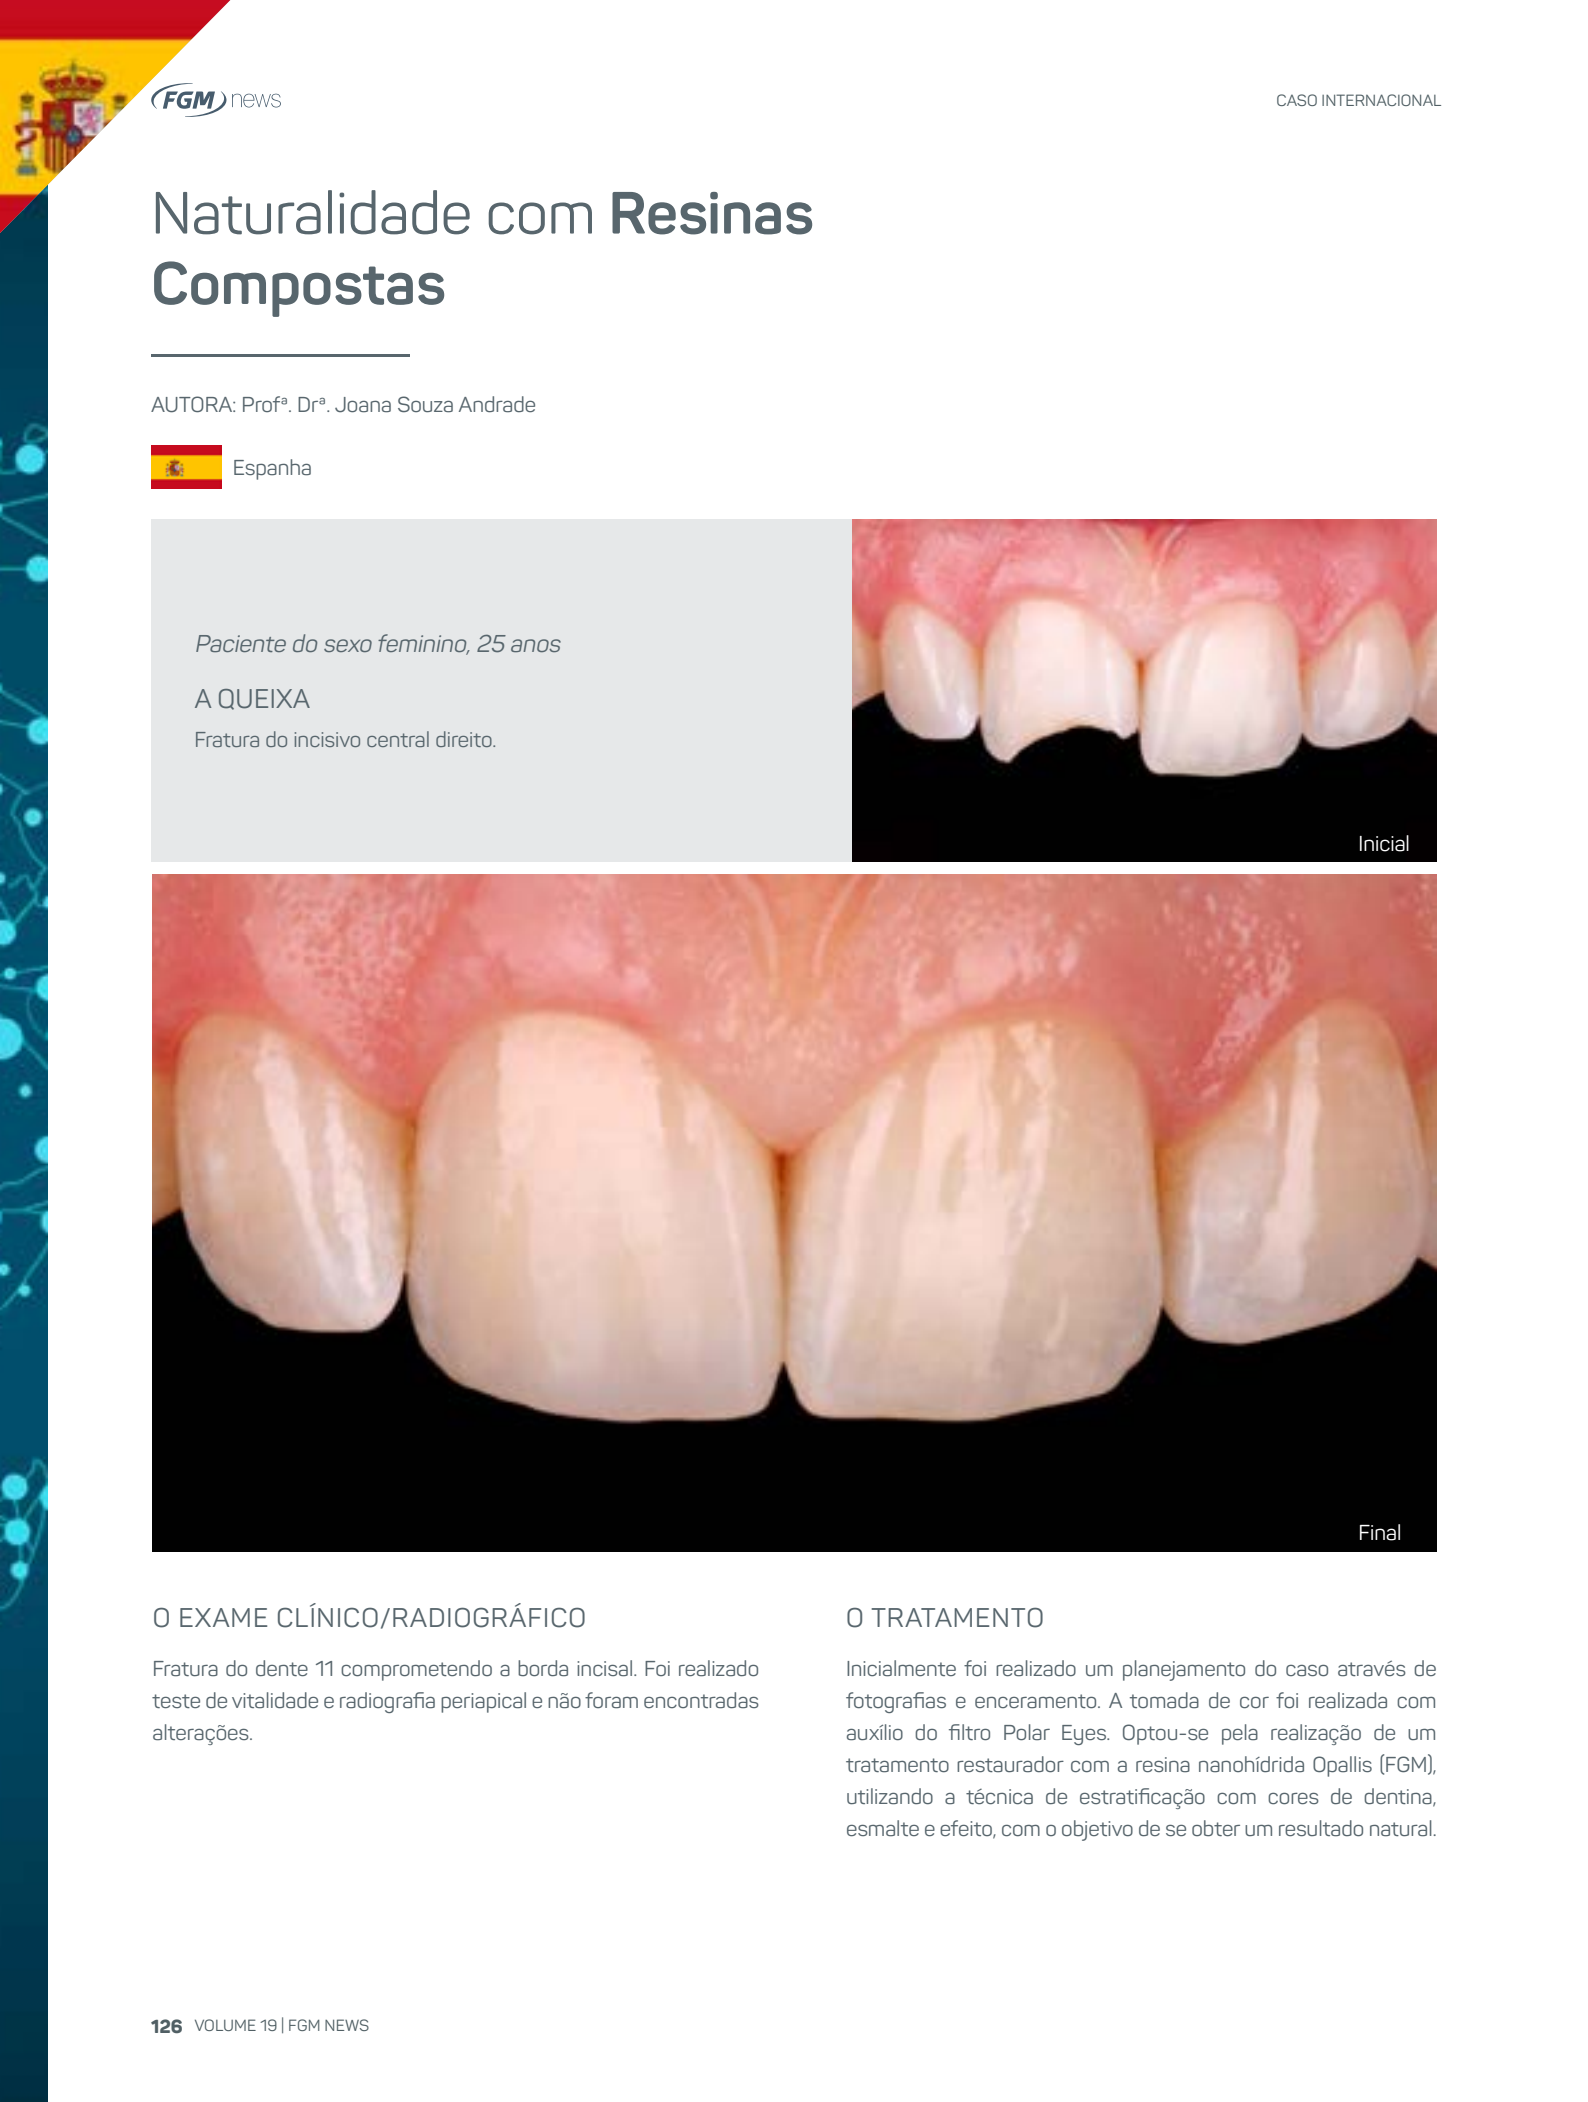 FGM news
CASO INTERNACIONAL
Naturalidade com Resinas
Compostas
AUTORA: Profª. Drª. Joana Souza Andrade
Espanha
Paciente do sexo feminino, 25 anos
A QUEIXA
Fratura do incisivo central direito.
Inicial
Final
O EXAME CLÍNICO/RADIOGRÁFICO
Fratura do dente 11 comprometendo a borda incisal. Foi realizado
teste de vitalidade e radiografia periapical e não foram encontradas
alterações.
O TRATAMENTO
Inicialmente foi realizado um planejamento do caso através de
fotografias e enceramento. A tomada de cor foi realizada com
auxílio do filtro Polar Eyes. Optou-se pela realização de um
tratamento restaurador com a resina nanohídrida Opallis (FGM),
utilizando a técnica de estratificação com cores de dentina,
esmalte e efeito, com o objetivo de se obter um resultado natural.
126 VOLUME 19 | FGM NEWS